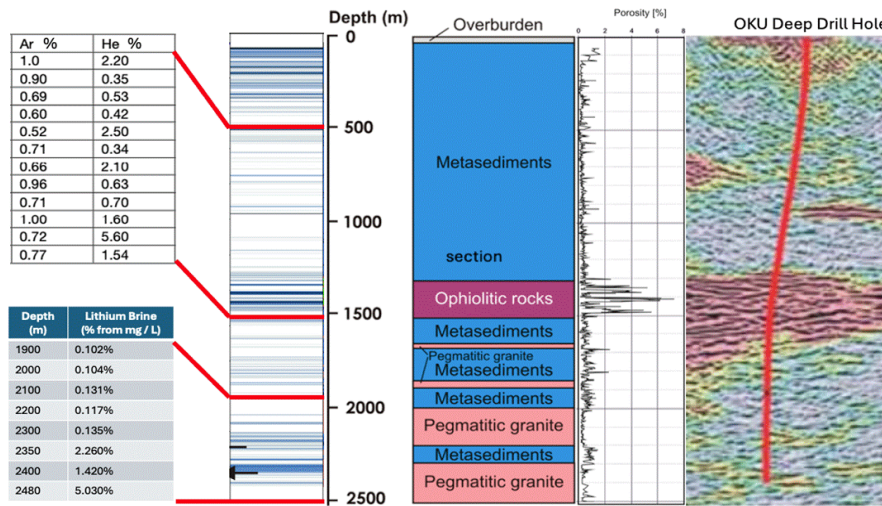 Depth (m)
Overburden
Porosity [%]
OKU Deep Drill Hole
0 2 4 6 8
Ar % He %
1.0 2.20
0.90 0.35
0.69 0.53
0.60 0.42
0.52 2.50
0.71 0.34
0.66 2.10
0.96 0.63
0.71 0.70
1.00 1.60
0.72 5.60
0.77 1.54
0
500
1000
1500
2000
2500
Metasediments
section
Ophiolitic rocks
Metasediments
Pegmatitic granite
Metasediments
Metasediments
Pegmatitic granite
Metasediments
Pegmatitic granite
Depth Lithium Brine
(m) (% from mg / L)
1900 0.102%
2000 0.104%
2100 0.131%
2200 0.117%
2300 0.135%
2350 2.260%
2400 1.420%
2480 5.030%